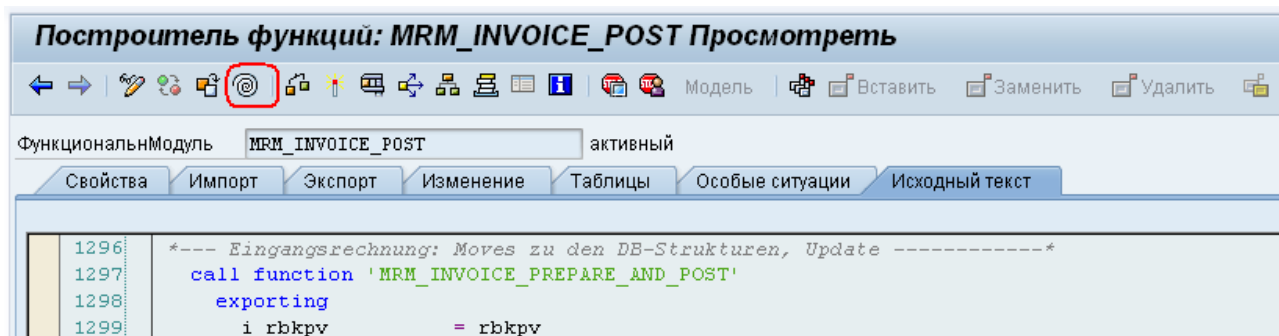 Построитель функций: MRM_INVOICE_POST Просмотреть
Модель Вставить Заменить Удалить
ФункциональнМодуль MRM_INVOICE_POST активный
Свойства Импорт Экспорт Изменение Таблицы Особые ситуации Исходный текст
1296 *--- Eingangsrechnung: Moves zu den DB-Strukturen, Update ------------*
1297 call function 'MRM_INVOICE_PREPARE_AND_POST'
1298 exporting
1299 i_rbkpv = rbkpv